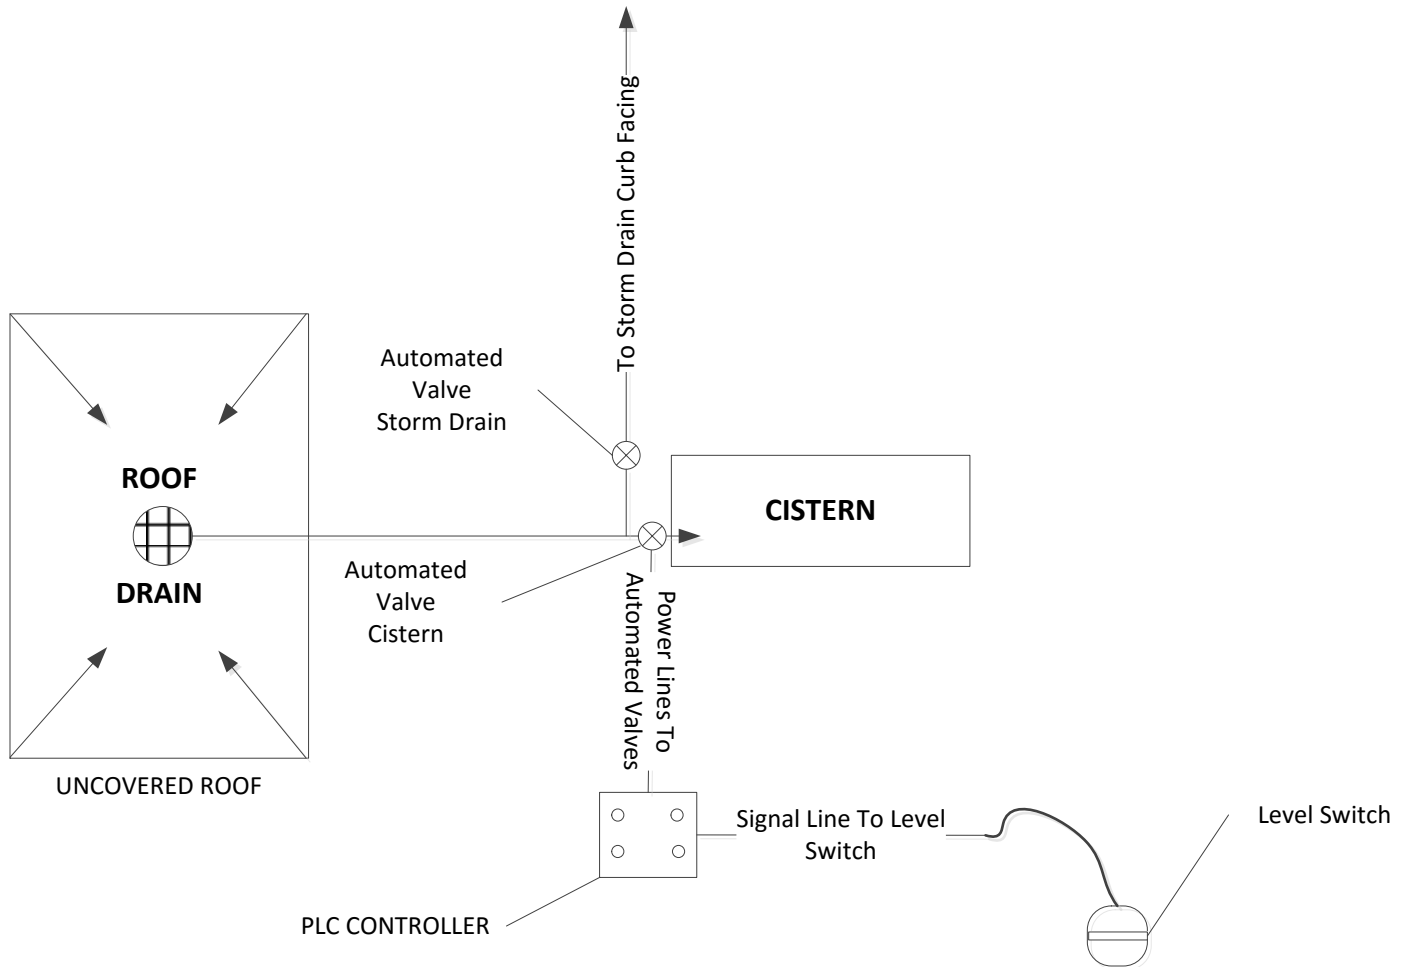 To Storm Drain Curb Facing
Automated
Valve
Storm Drain
ROOF
DRAIN
CISTERN
Automated
Valve
Cistern
Power Lines To
Automated Valves
UNCOVERED ROOF
Signal Line To Level
Switch
Level Switch
PLC CONTROLLER